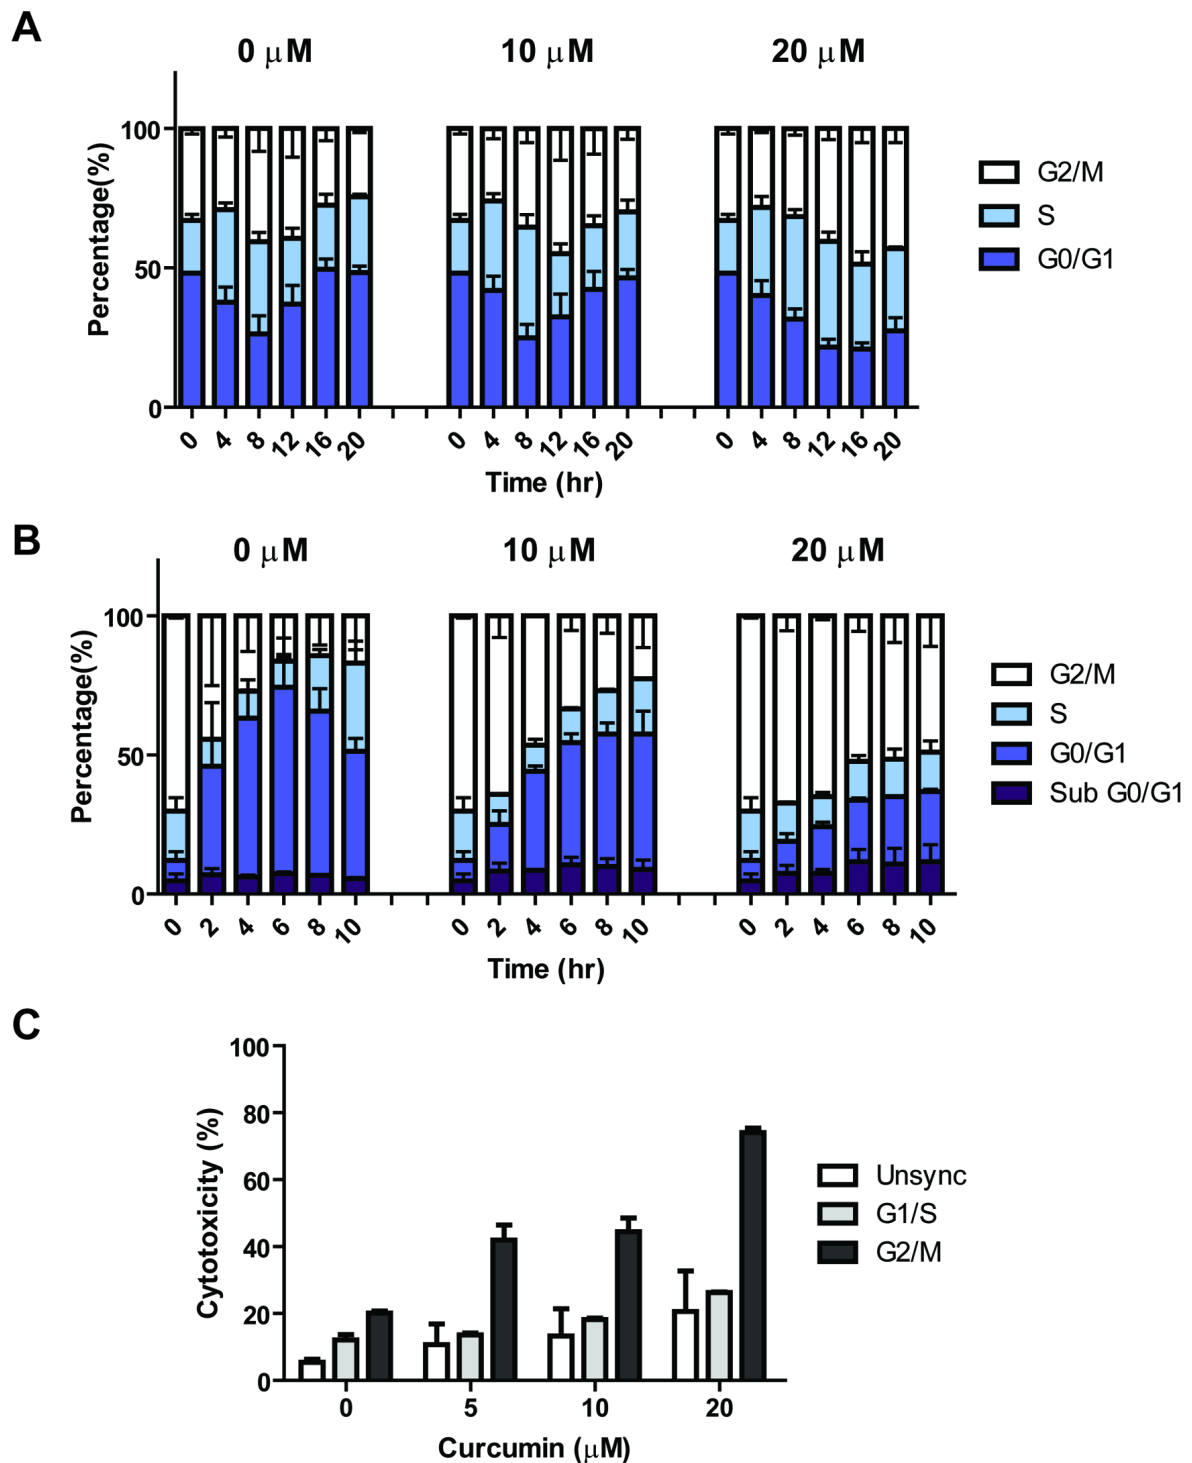 A
0 μM 10 μM 20 μM
Percentage(%)
100
50
0
0 4 8 12 16 20 0 4 8 12 16 20 0 4 8 12 16 20
Time (hr)
G2/M
S
G0/G1
B
0 μM 10 μM 20 μM
Percentage(%)
100
50
0
0 2 4 6 8 10 0 2 4 6 8 10 0 2 4 6 8 10
Time (hr)
G2/M
S
G0/G1
Sub G0/G1
C
Cytotoxicity (%)
100
80
60
40
20
0
0 5 10 20
Curcumin (μM)
Unsync
G1/S
G2/M